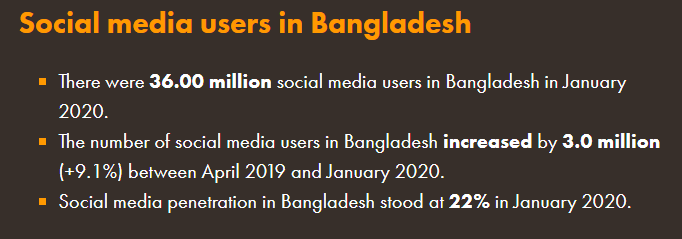 Social media users in Bangladesh
There were 36.00 million social media users in Bangladesh in January
2020.
The number of social media users in Bangladesh increased by 3.0 million
(+9.1%) between April 2019 and January 2020.
Social media penetration in Bangladesh stood at 22% in January 2020.